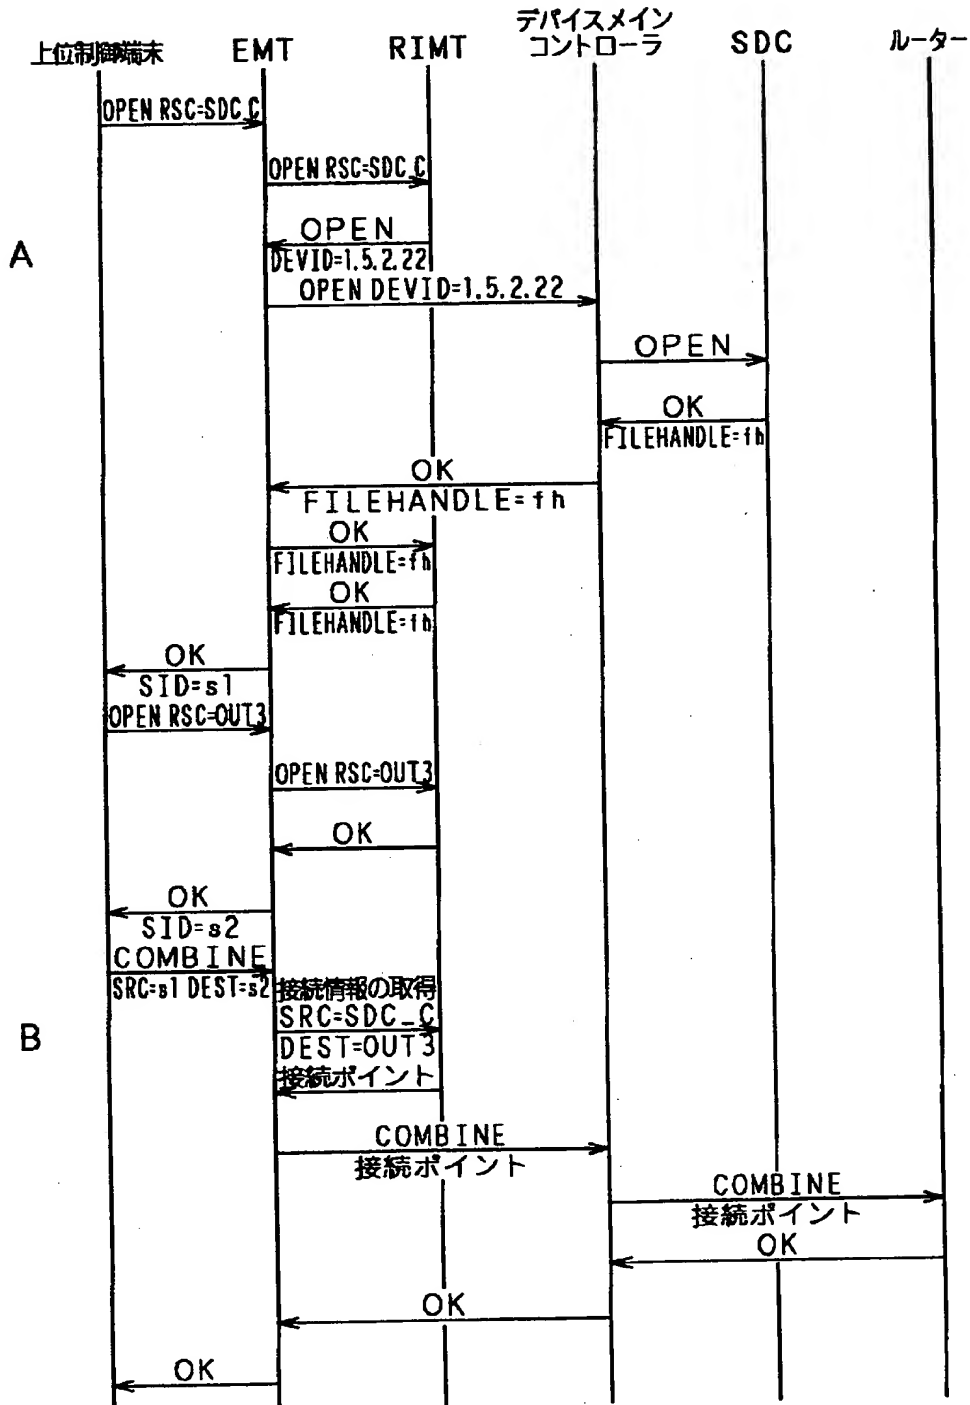 上位制御端末
EMT
RIMT
デバイスメイン
コントローラ
SDC
ルーター
OPEN RSC=SDC_C
OPEN RSC=SDC_C
OPEN
DEVID=1.5.2.22
A
OPEN DEVID=1.5.2.22
OPEN
OK
FILEHANDLE=fh
OK
FILEHANDLE=fh
OK
FILEHANDLE=fh
OK
FILEHANDLE=fh
OK
SID=s1
OPEN RSC=OUT3
OPEN RSC=OUT3
OK
OK
SID=s2
COMBINE
SRC=s1 DEST=s2
接続情報の取得
SRC=SDC_C
DEST=OUT3
B
接続ポイント
COMBINE
接続ポイント
COMBINE
接続ポイント
OK
OK
OK